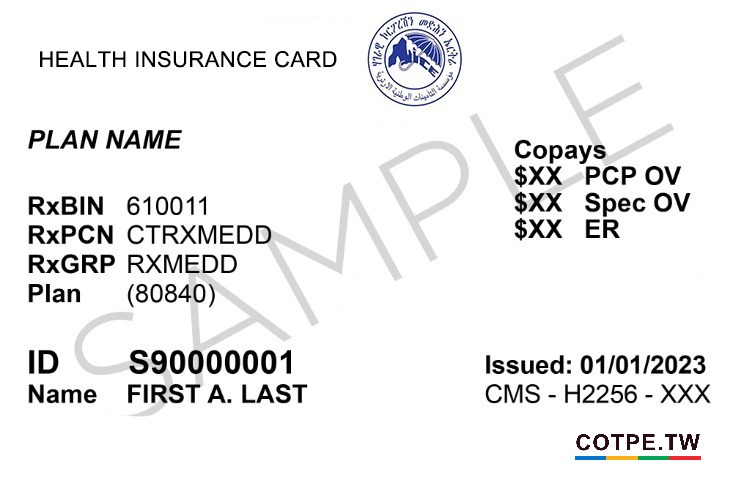 HEALTH INSURANCE CARD
PLAN NAME
RxBIN 610011
RxPCN CTRXMEDD
RxGRP RXMEDD
Plan (80840)
Copays
$XX PCP OV
$XX Spec OV
$XX ER
SAMPLE
ID S90000001
Name FIRST A. LAST
Issued: 01/01/2023
CMS - H2256 - XXX
COTPE.TW
NICE